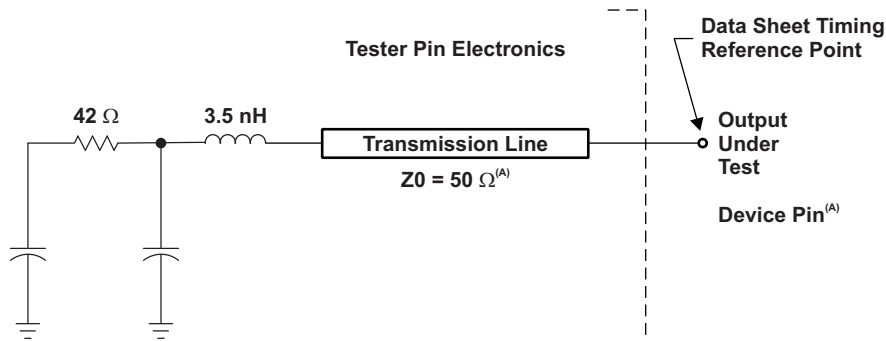 Tester Pin Electronics
Data Sheet Timing
Reference Point
42 Ω
3.5 nH
Transmission Line
Z0 = 50 Ω(A)
Output
Under
Test
Device Pin(A)